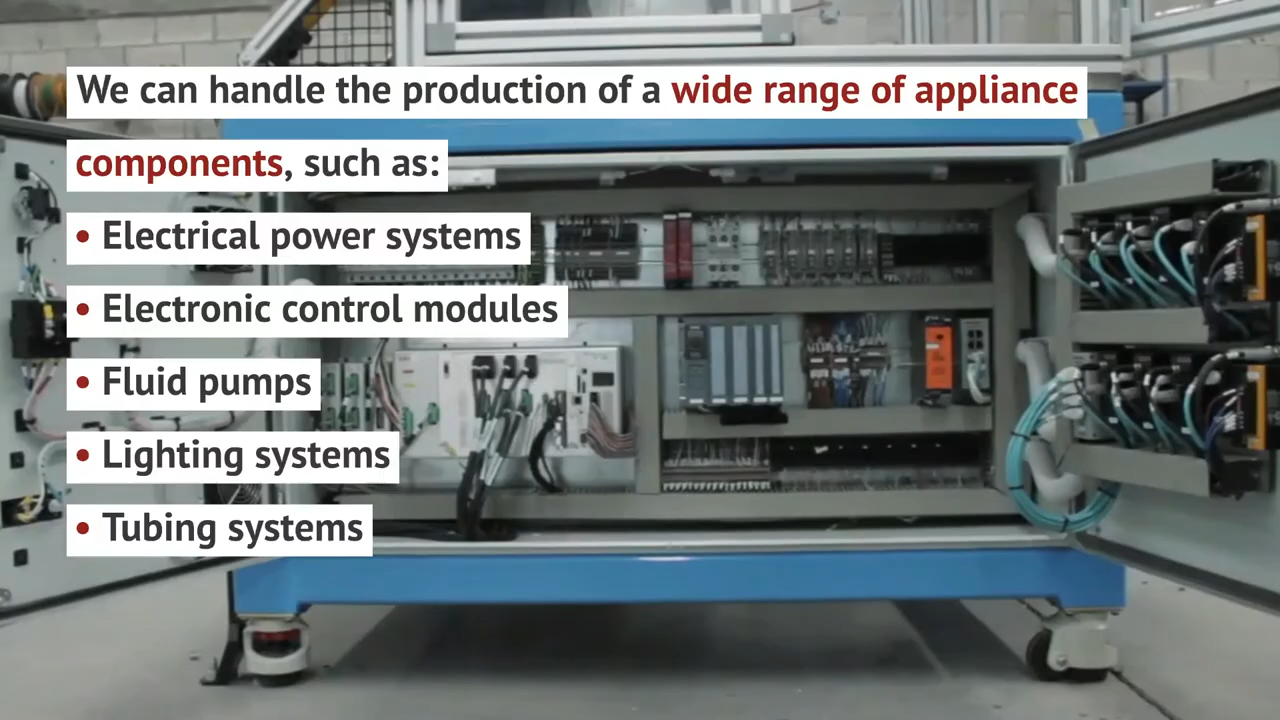 We can handle the production of a wide range of appliance
components, such as:
• Electrical power systems
• Electronic control modules
• Fluid pumps
• Lighting systems
• Tubing systems